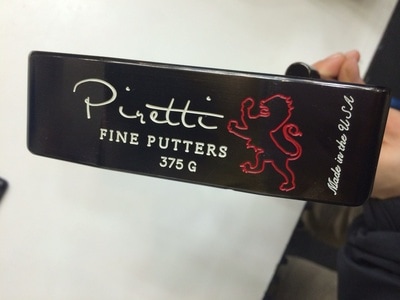 Piretti
FINE PUTTERS
375 G
Made in the USA